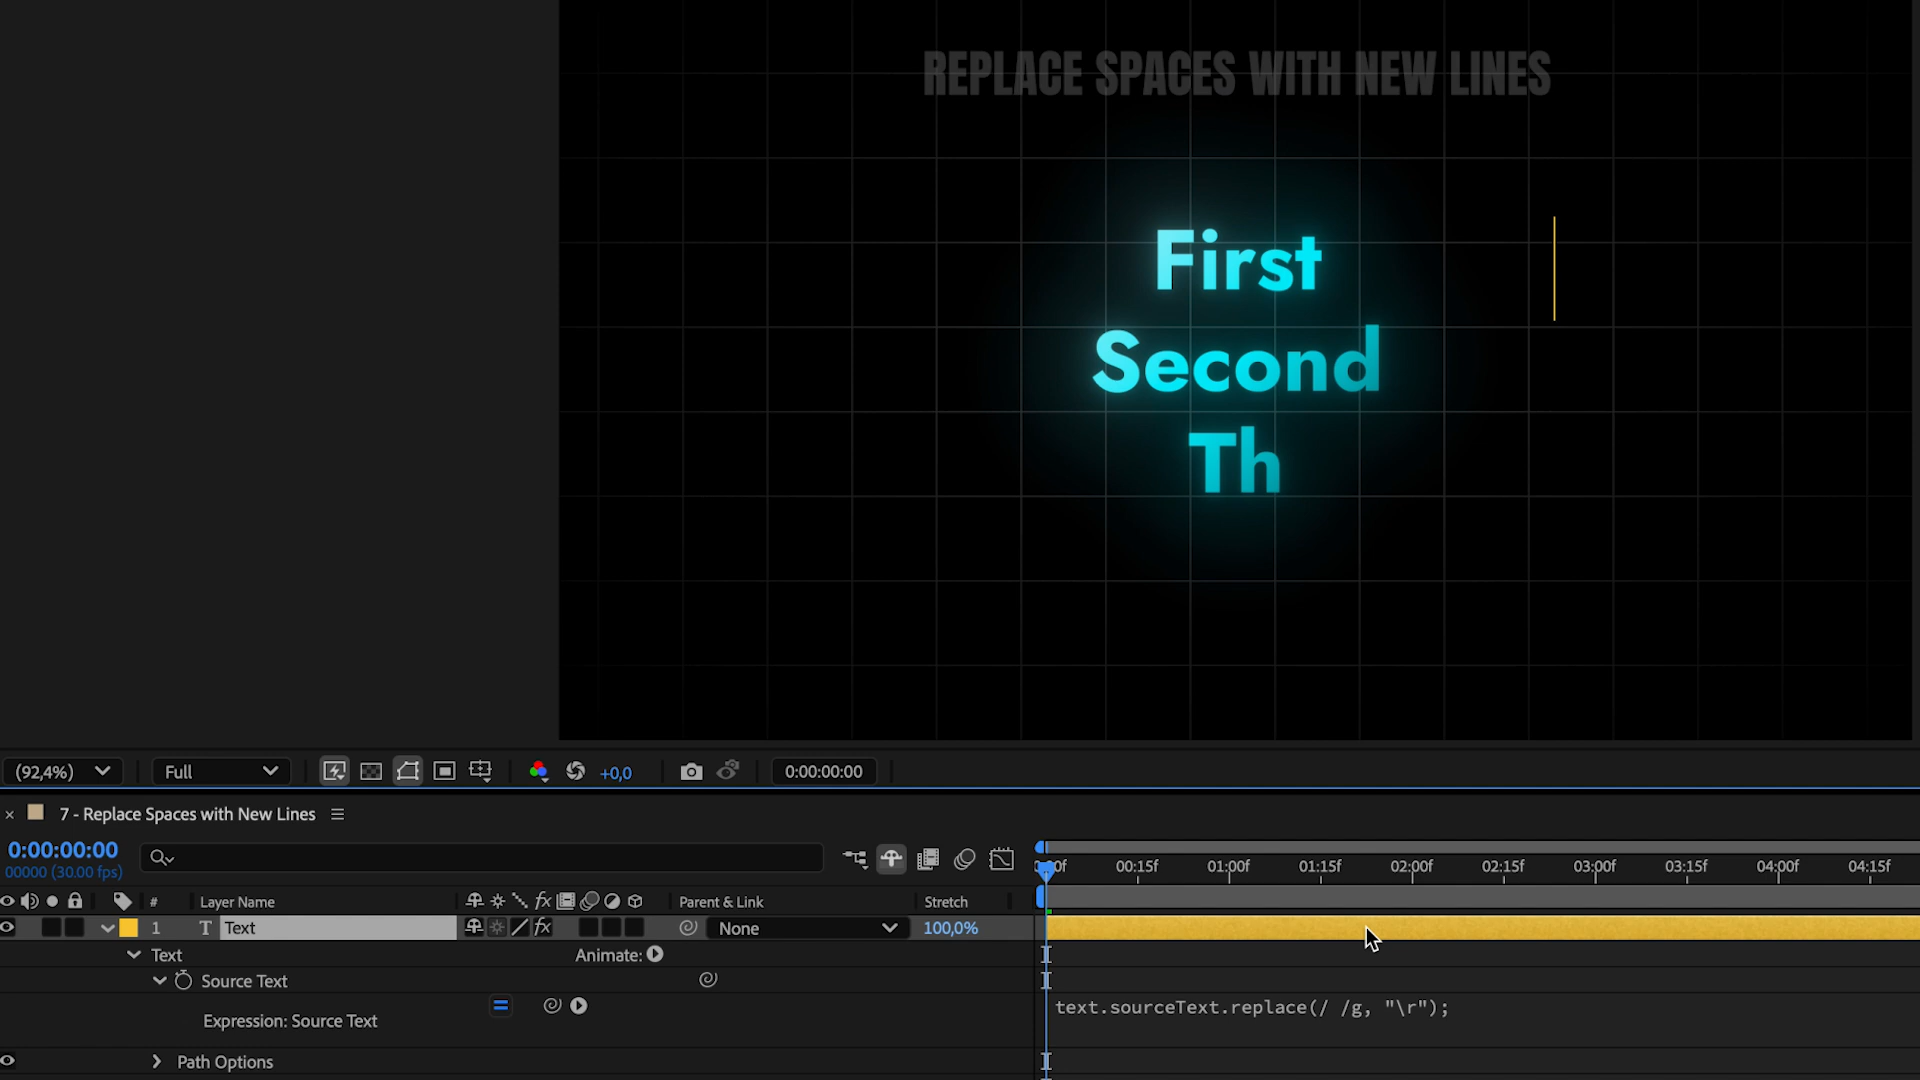 REPLACE SPACES WITH NEW LINES
First
Second
Th
(92,4%) Full +0,0 0:00:00:00
× 7 - Replace Spaces with New Lines
0:00:00:00
00000 (30.00 fps)
00f 00:15f 01:00f 01:15f 02:00f 02:15f 03:00f 03:15f 04:00f 04:15f
# Layer Name fx Parent & Link Stretch
1 T Text fx None 100,0%
Text Animate:
Source Text
text.sourceText.replace(/ /g, "\r");
Expression: Source Text
Path Options